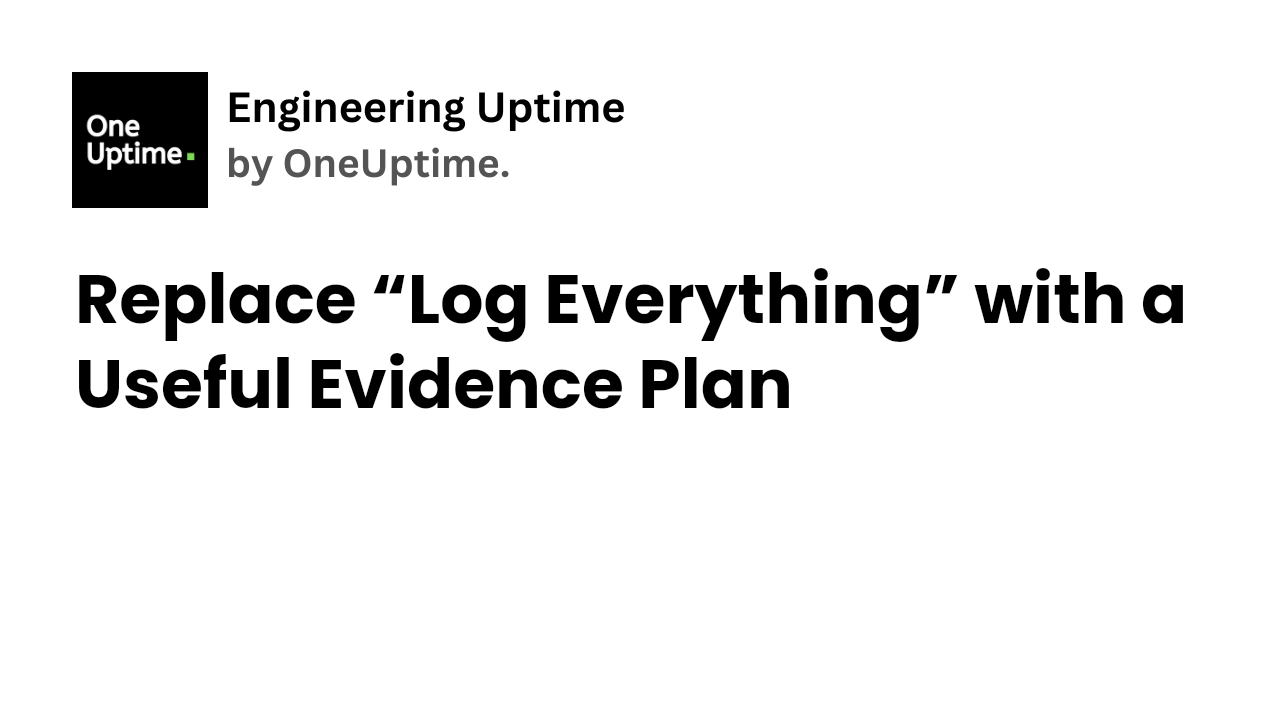 One
Uptime
Engineering Uptime
by OneUptime.
Replace “Log Everything” with a
Useful Evidence Plan